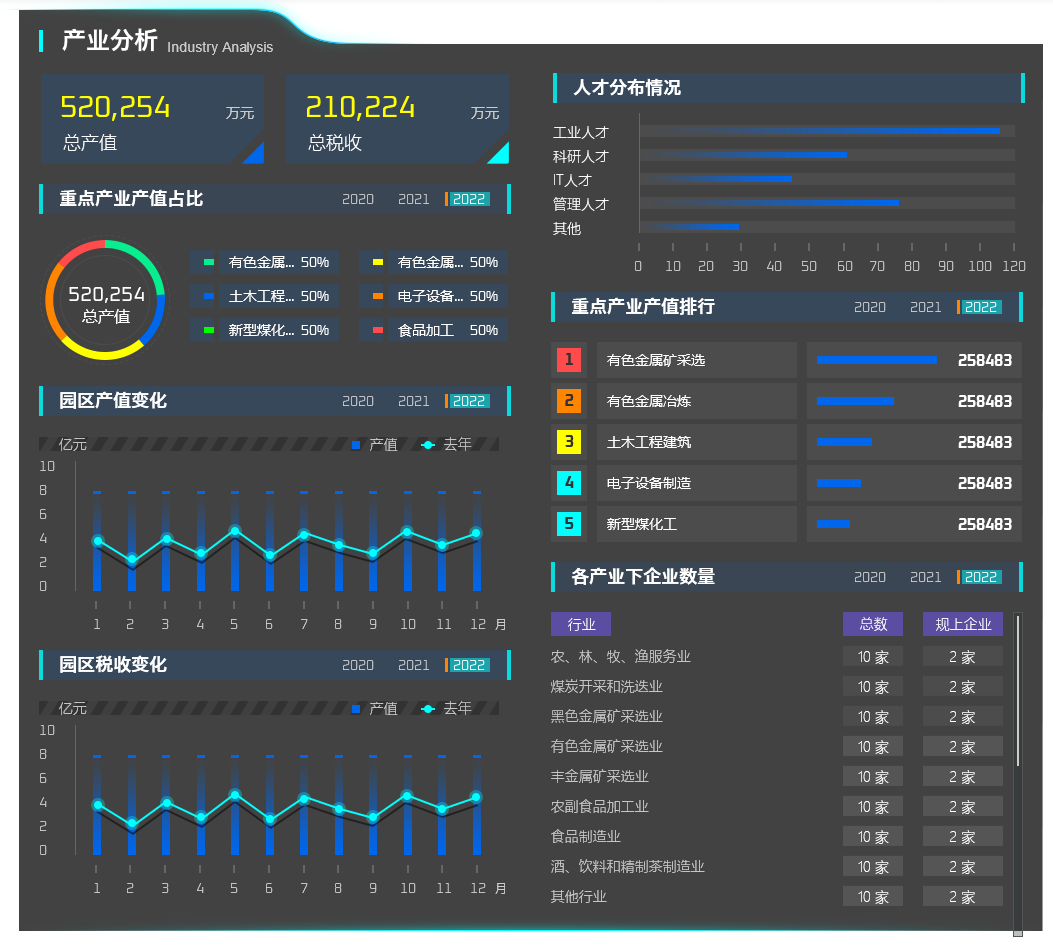 产业分析 Industry Analysis
520,254 万元
总产值
210,224 万元
总税收
重点产业产值占比 2020 2021 2022
520,254
总产值
有色金属... 50%
有色金属... 50%
土木工程... 50%
电子设备... 50%
新型煤化... 50%
食品加工 50%
园区产值变化 2020 2021 2022
亿元 产值 去年
10
8
6
4
2
0
1 2 3 4 5 6 7 8 9 10 11 12 月
园区税收变化 2020 2021 2022
亿元 产值 去年
10
8
6
4
2
0
1 2 3 4 5 6 7 8 9 10 11 12 月
人才分布情况
工业人才
科研人才
IT人才
管理人才
其他
0 10 20 30 40 50 60 70 80 90 100 120
重点产业产值排行 2020 2021 2022
1 有色金属矿采选 258483
2 有色金属冶炼 258483
3 土木工程建筑 258483
4 电子设备制造 258483
5 新型煤化工 258483
各产业下企业数量 2020 2021 2022
行业 总数 规上企业
农、林、牧、渔服务业 10 家 2 家
煤炭开采和洗选业 10 家 2 家
黑色金属矿采选业 10 家 2 家
有色金属矿采选业 10 家 2 家
丰金属矿采选业 10 家 2 家
农副食品加工业 10 家 2 家
食品制造业 10 家 2 家
酒、饮料和精制茶制造业 10 家 2 家
其他行业 10 家 2 家